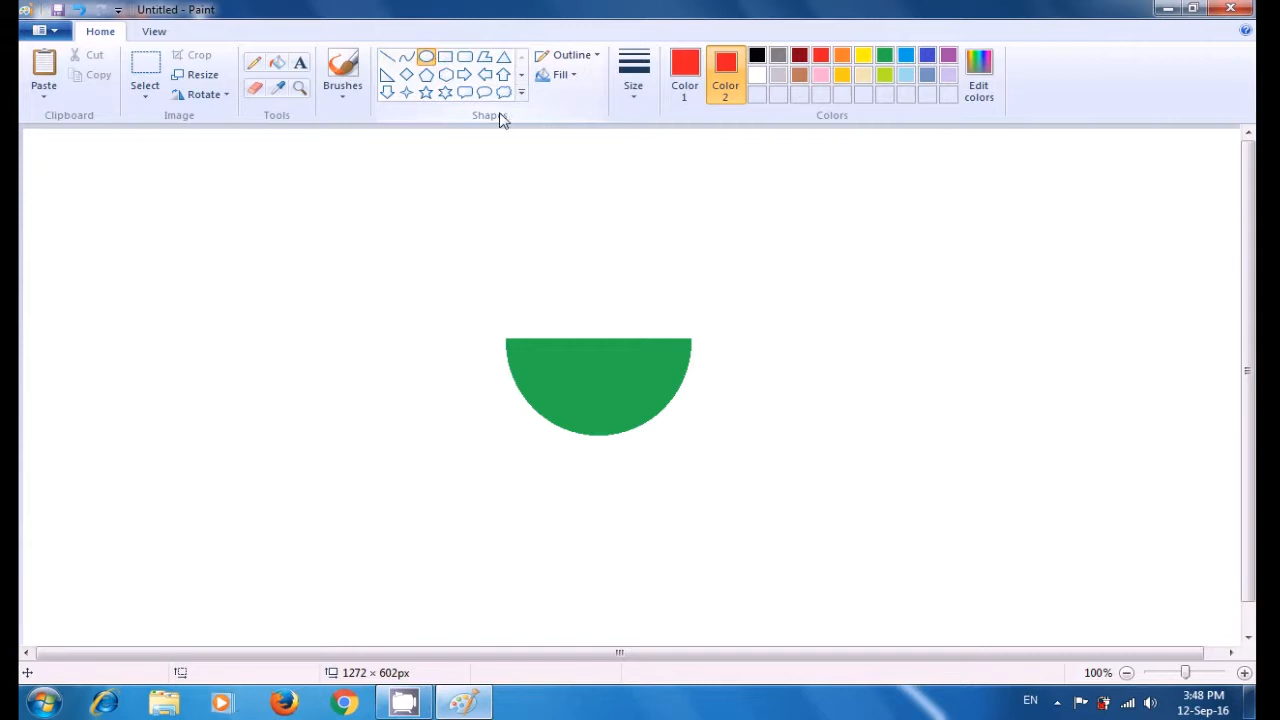 Untitled - Paint
Home View
Paste
Cut
Copy
Clipboard
Select
Crop
Resize
Rotate
Image
A
Tools
Brushes
Outline
Fill
Size
Color 1
Color 2
Edit colors
Colors
1272 × 602px
100%
EN
3:48 PM
12-Sep-16